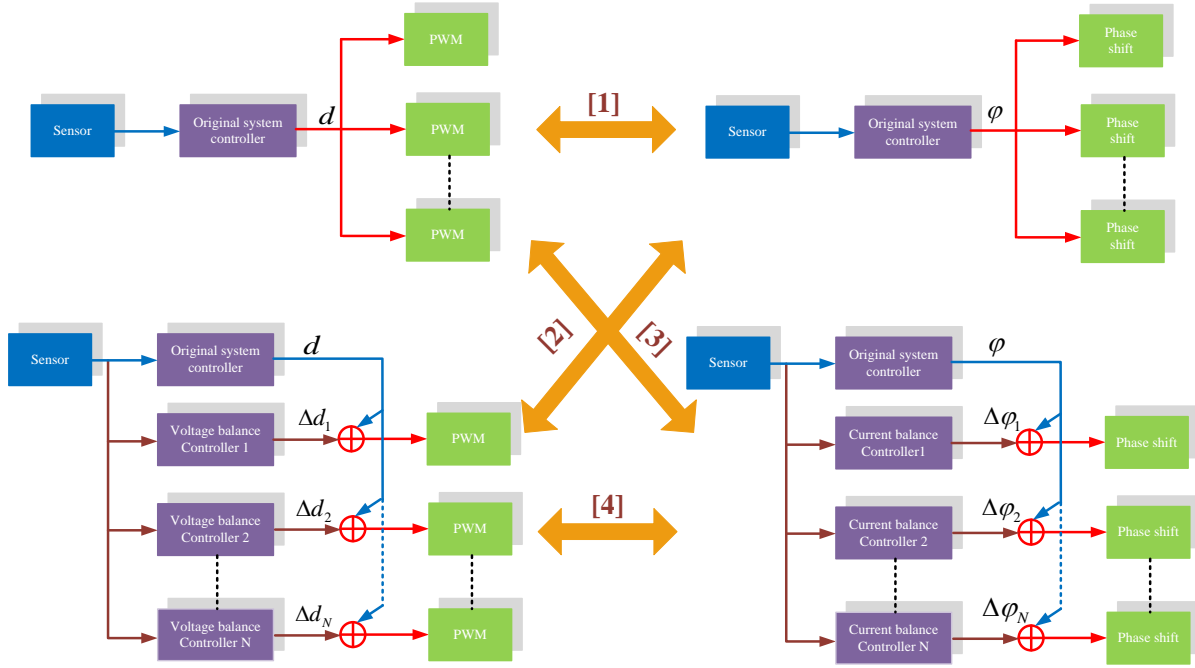 PWM
Sensor
Original system
controller
d
PWM
PWM
[1]
Phase
shift
Sensor
Original system
controller
φ
Phase
shift
Phase
shift
[2]
[3]
Sensor
Original system
controller
d
Voltage balance
Controller 1
Δd₁
PWM
Voltage balance
Controller 2
Δd₂
PWM
Voltage balance
Controller N
Δd_N
PWM
[4]
Sensor
Original system
controller
φ
Current balance
Controller1
Δφ₁
Phase shift
Current balance
Controller 2
Δφ₂
Phase shift
Current balance
Controller N
Δφ_N
Phase shift